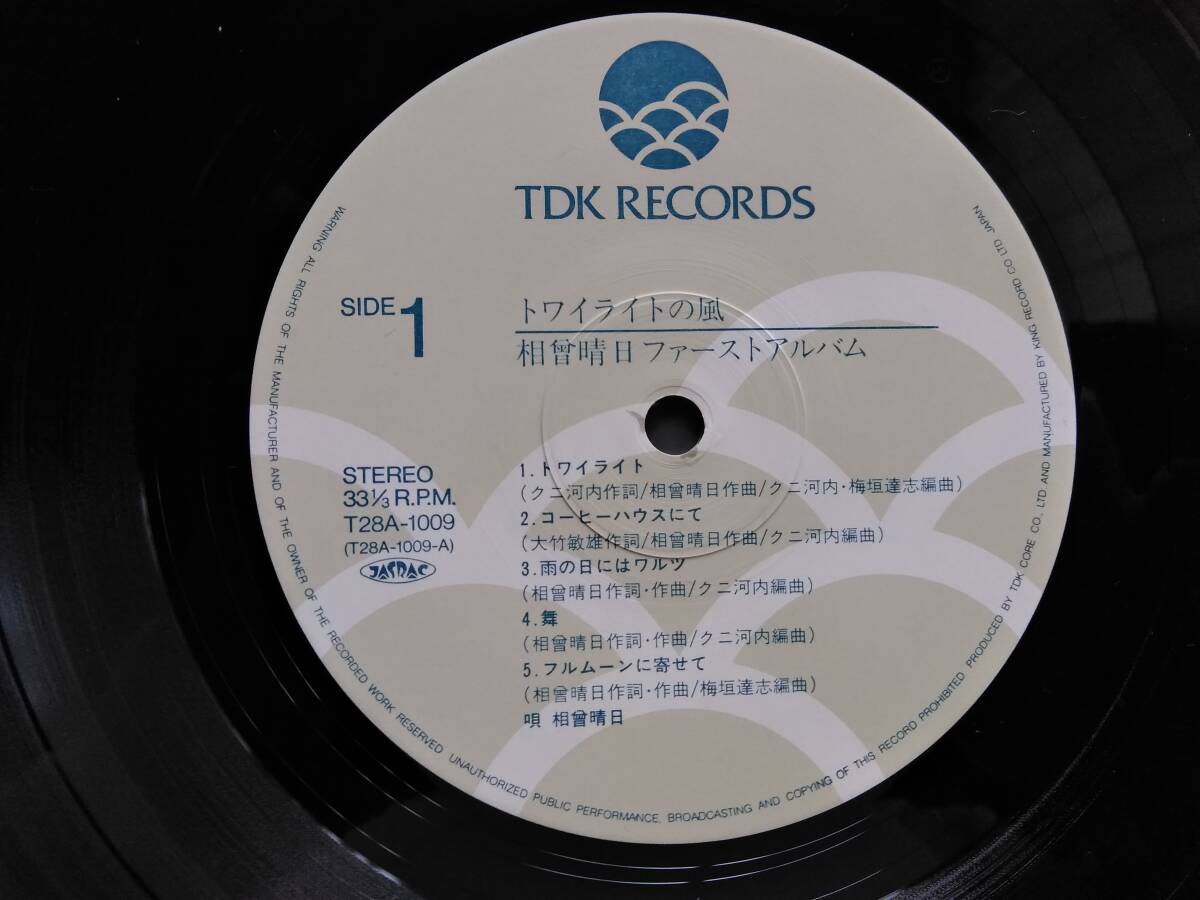 TDK RECORDS
SIDE 1
トワイライトの風
相曾晴日ファーストアルバム
STEREO
33⅓ R.P.M.
T28A-1009
(T28A-1009-A)
JASRAC
1.トワイライト
(クニ河内作詞/相曾晴日作曲/クニ河内・梅垣達志編曲)
2.コーヒーハウスにて
(大竹敏雄作詞/相曾晴日作曲/クニ河内編曲)
3.雨の日にはワルツ
(相曾晴日作詞・作曲/クニ河内編曲)
4.舞
(相曾晴日作詞・作曲/クニ河内編曲)
5.フルムーンに寄せて
(相曾晴日作詞・作曲/梅垣達志編曲)
唄 相曾晴日
WARNING ALL RIGHTS OF THE MANUFACTURER AND OF THE OWNER OF THE RECORDED WORK RESERVED UNAUTHORIZED PUBLIC PERFORMANCE, BROADCASTING AND COPYING OF THIS RECORD PROHIBITED PRODUCED BY TDK CORE CO., LTD. AND MANUFACTURED BY KING RECORD CO LTD JAPAN